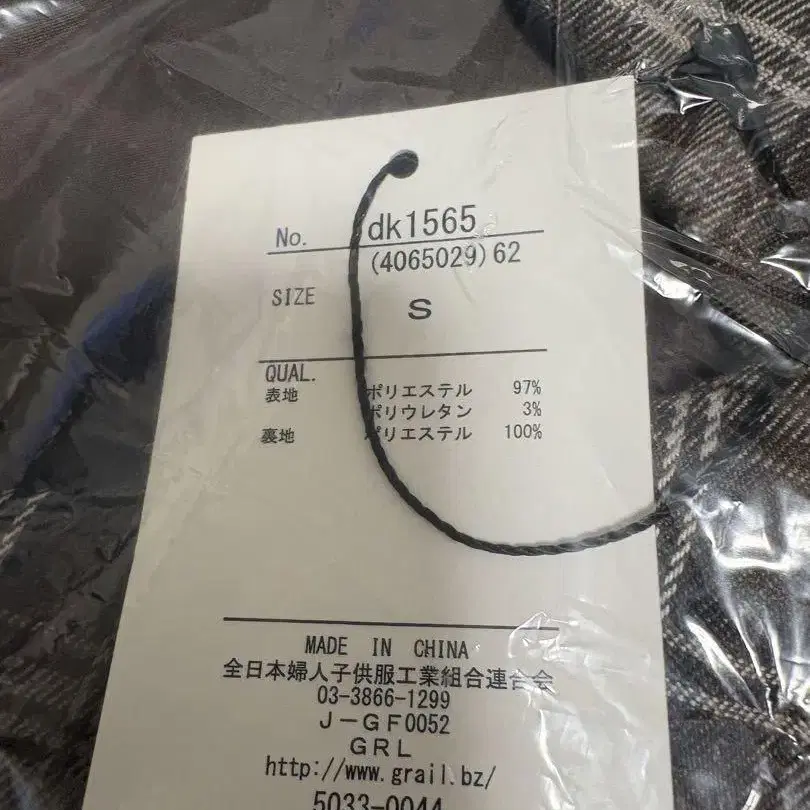 No. dk1565
(4065029)62
SIZE S
QUAL.
表地 ポリエステル 97%
ポリウレタン 3%
裏地 ポリエステル 100%
MADE IN CHINA
全日本婦人子供服工業組合連合会
03-3866-1299
J-GF0052
GRL
http://www.grail.bz/
5033-0044